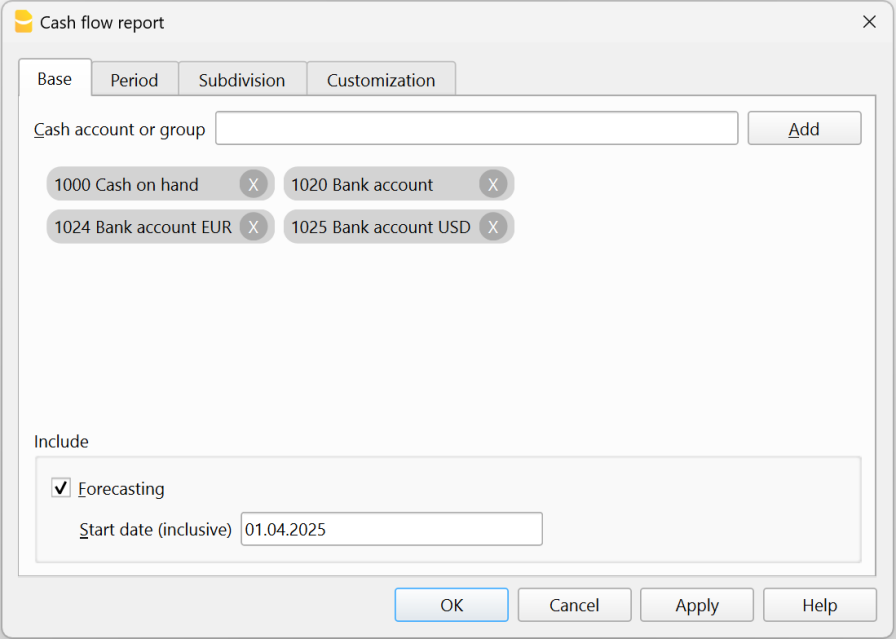 Cash flow report
Base Period Subdivision Customization
Cash account or group Add
1000 Cash on hand X 1020 Bank account X
1024 Bank account EUR X 1025 Bank account USD X
Include
Forecasting
Start date (inclusive) 01.04.2025
OK Cancel Apply Help